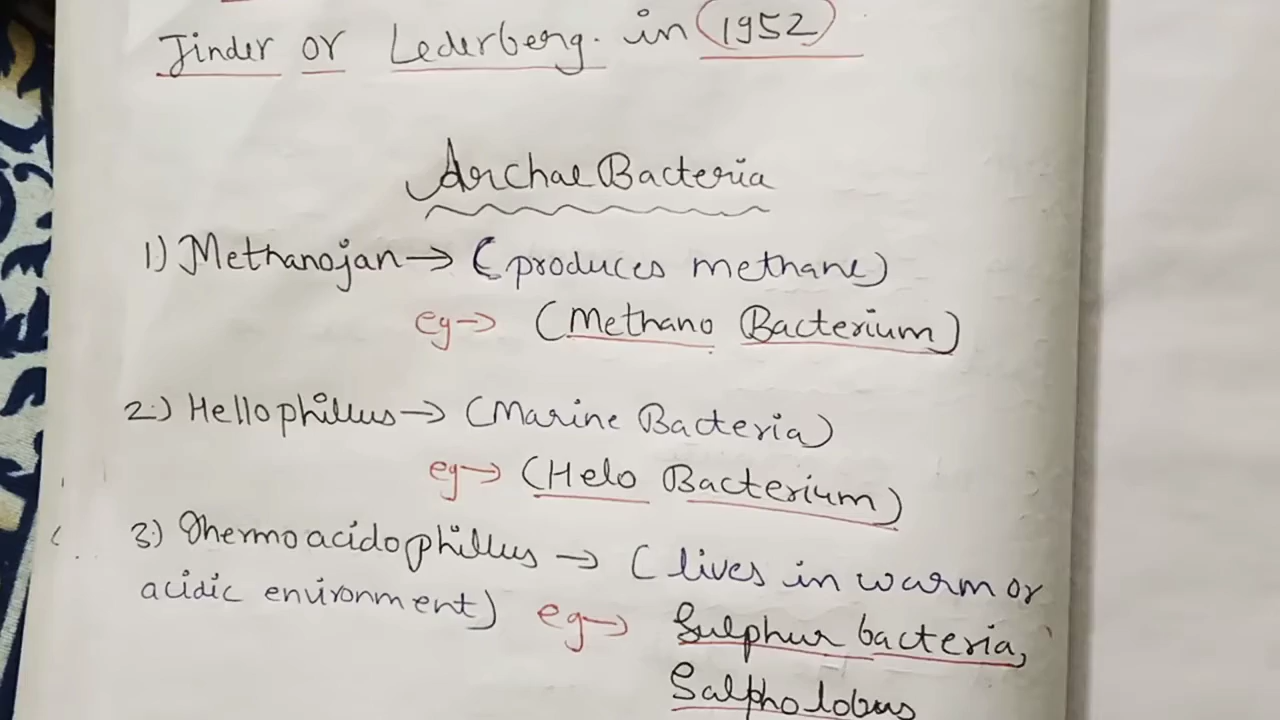 Jinder or Lederberg. in 1952
ArchaeBacteria
1) Methanojan → (produces methane)
eg → (Methano Bacterium)
2.) Hellophillus → (Marine Bacteria)
eg → (Helo Bacterium)
3.) Thermoacidophillus → (lives in warm or
acidic environment) eg → Sulphur bacteria,
Salpholobus